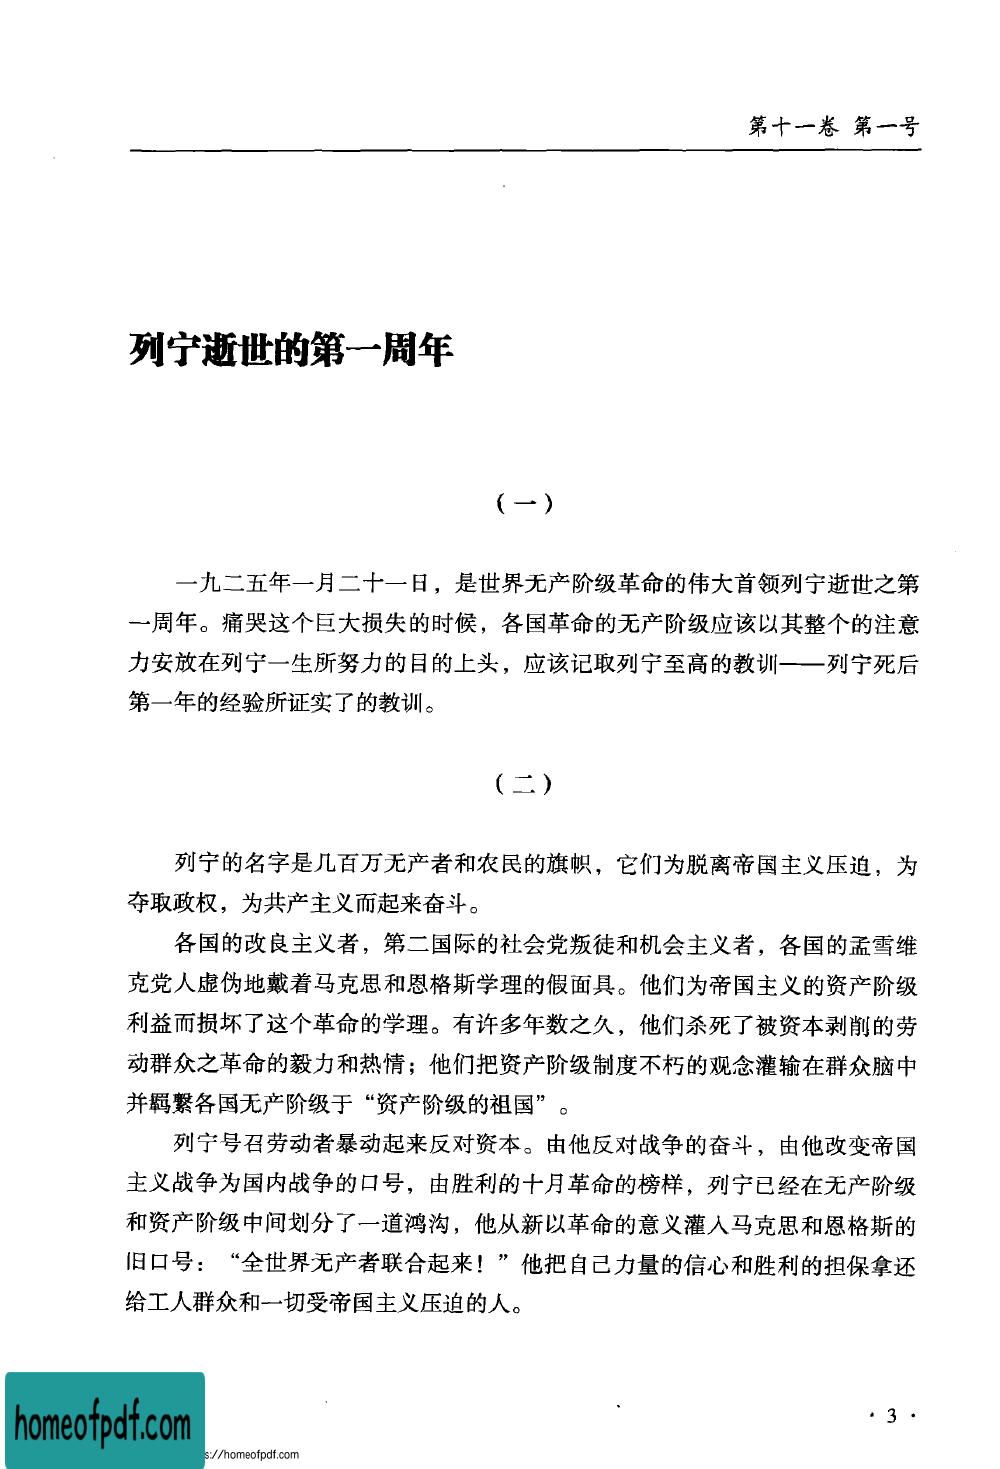 第十一卷 第一号
列宁逝世的第一周年
（一）
一九二五年一月二十一日，是世界无产阶级革命的伟大首领列宁逝世之第
一周年。痛哭这个巨大损失的时候，各国革命的无产阶级应该以其整个的注意
力安放在列宁一生所努力的目的上头，应该记取列宁至高的教训——列宁死后
第一年的经验所证实了的教训。
（二）
列宁的名字是几百万无产者和农民的旗帜，它们为脱离帝国主义压迫，为
夺取政权，为共产主义而起来奋斗。
各国的改良主义者，第二国际的社会党叛徒和机会主义者，各国的孟雪维
克党人虚伪地戴着马克思和恩格斯学理的假面具。他们为帝国主义的资产阶级
利益而损坏了这个革命的学理。有许多年数之久，他们杀死了被资本剥削的劳
动群众之革命的毅力和热情；他们把资产阶级制度不朽的观念灌输在群众脑中
并羁繫各国无产阶级于“资产阶级的祖国”。
列宁号召劳动者暴动起来反对资本。由他反对战争的奋斗，由他改变帝国
主义战争为国内战争的口号，由胜利的十月革命的榜样，列宁已经在无产阶级
和资产阶级中间划分了一道鸿沟，他从新以革命的意义灌入马克思和恩格斯的
旧口号：“全世界无产者联合起来！”他把自己力量的信心和胜利的担保拿还
给工人群众和一切受帝国主义压迫的人。
· 3 ·
homeofpdf.com
s://homeofpdf.com